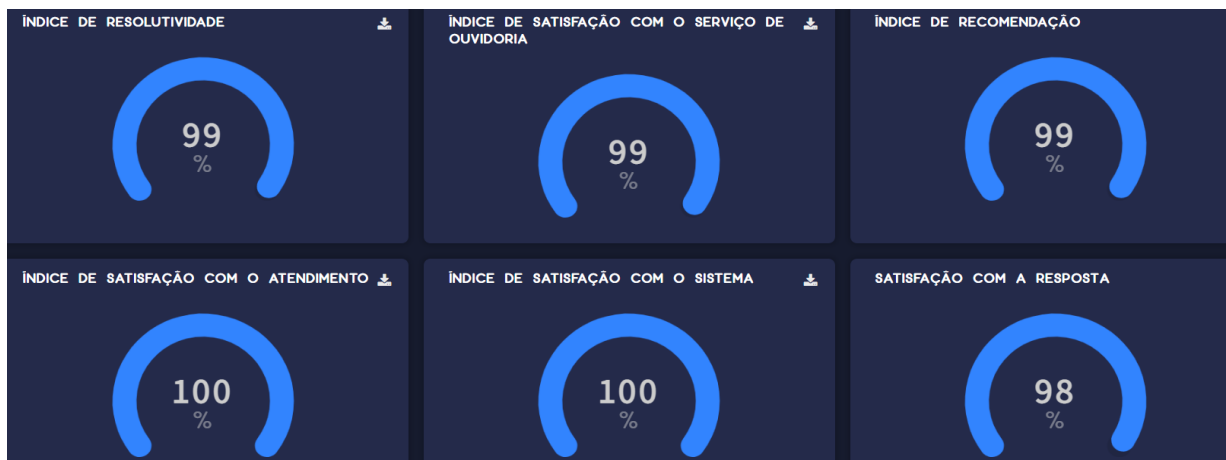 ÍNDICE DE RESOLUTIVIDADE
99
%
ÍNDICE DE SATISFAÇÃO COM O SERVIÇO DE
OUVIDORIA
99
%
ÍNDICE DE RECOMENDAÇÃO
99
%
ÍNDICE DE SATISFAÇÃO COM O ATENDIMENTO
100
%
ÍNDICE DE SATISFAÇÃO COM O SISTEMA
100
%
SATISFAÇÃO COM A RESPOSTA
98
%